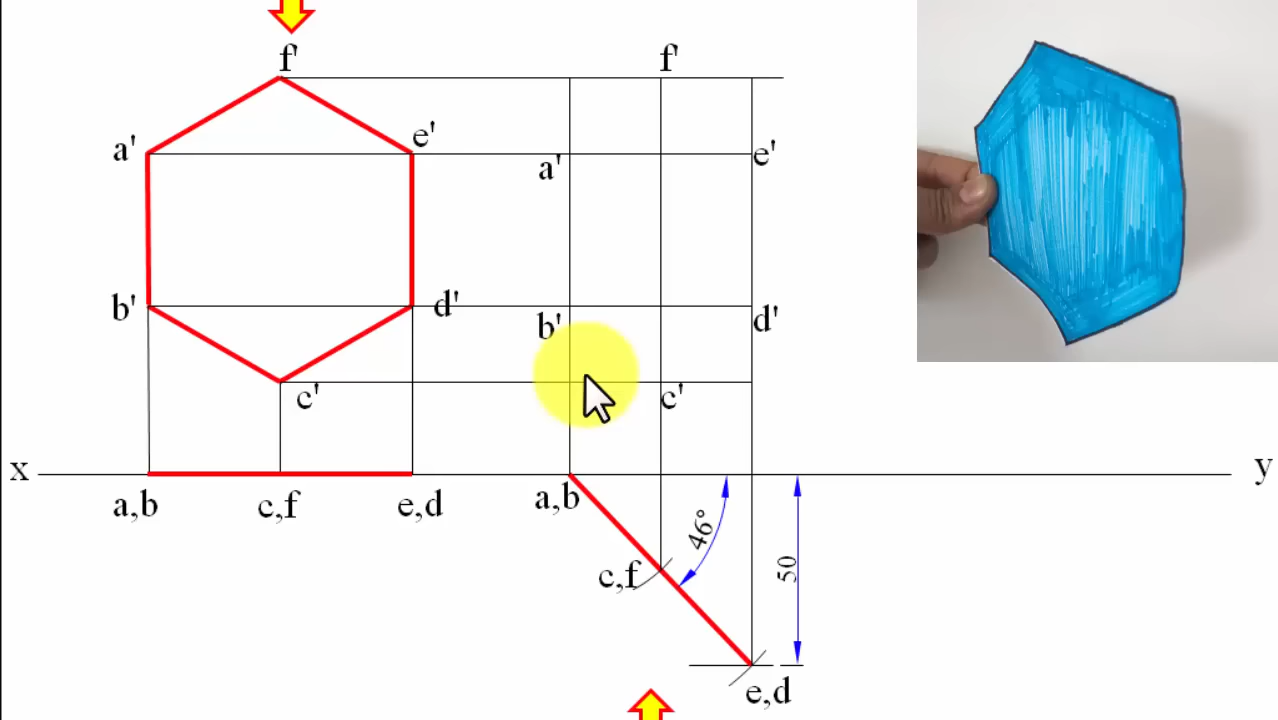 f' f'
a' e' a' e'
b' d' b' d'
c' c'
x y
a,b c,f e,d a,b
46°
50
c,f
e,d